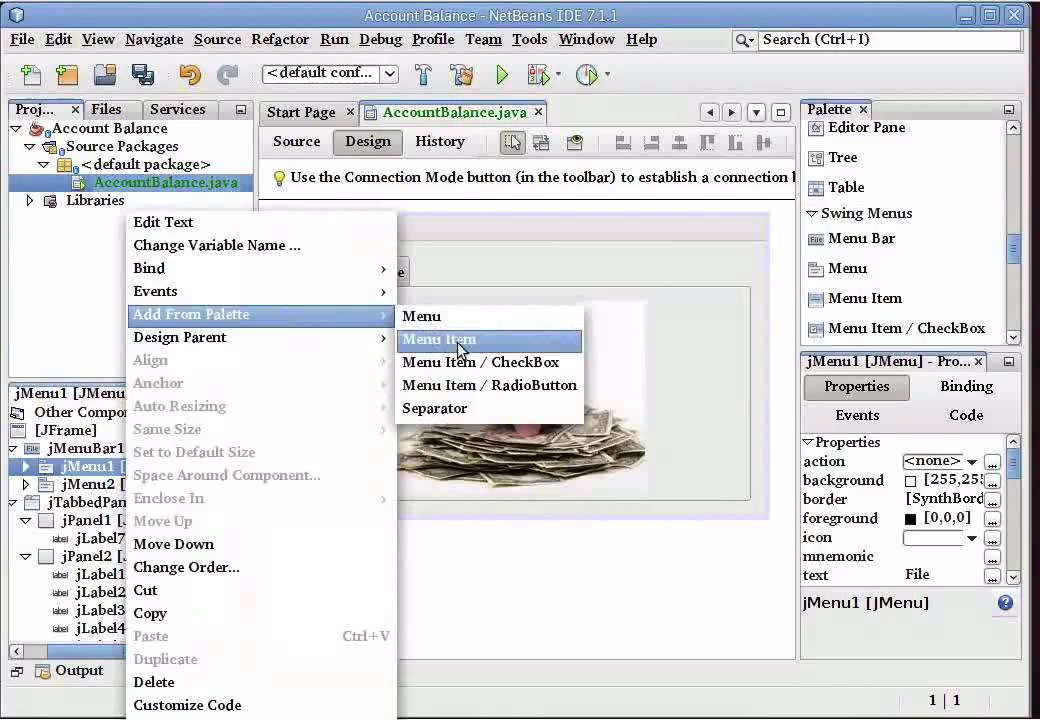 Account Balance - NetBeans IDE 7.1.1
File Edit View Navigate Source Refactor Run Debug Profile Team Tools Window Help
Search (Ctrl+I)
<default conf...
Proj... × Files Services
Account Balance
Source Packages
<default package>
AccountBalance.java
Libraries
Start Page × AccountBalance.java ×
Source Design History
Use the Connection Mode button (in the toolbar) to establish a connection b
e
Edit Text
Change Variable Name ...
Bind
Events
Add From Palette
Design Parent
Align
Anchor
Auto Resizing
Same Size
Set to Default Size
Space Around Component...
Enclose In
Move Up
Move Down
Change Order...
Cut
Copy
Paste Ctrl+V
Duplicate
Delete
Customize Code
Menu
Menu Item
Menu Item / CheckBox
Menu Item / RadioButton
Separator
jMenu1 [JMenu
Other Compo
[JFrame]
jMenuBar1
jMenu1 [
jMenu2 [
jTabbedPan
jPanel1 [J
jLabel7
jPanel2 [J
jLabel1
jLabel2
jLabel3
jLabel4
Output
Palette ×
Editor Pane
Tree
Table
Swing Menus
Menu Bar
Menu
Menu Item
Menu Item / CheckBox
jMenu1 [JMenu] - Pro... ×
Properties Binding
Events Code
Properties
action <none> ...
background [255,255 ...
border [SynthBord ...
foreground [0,0,0] ...
icon ...
mnemonic ...
text File ...
jMenu1 [JMenu]
1 | 1